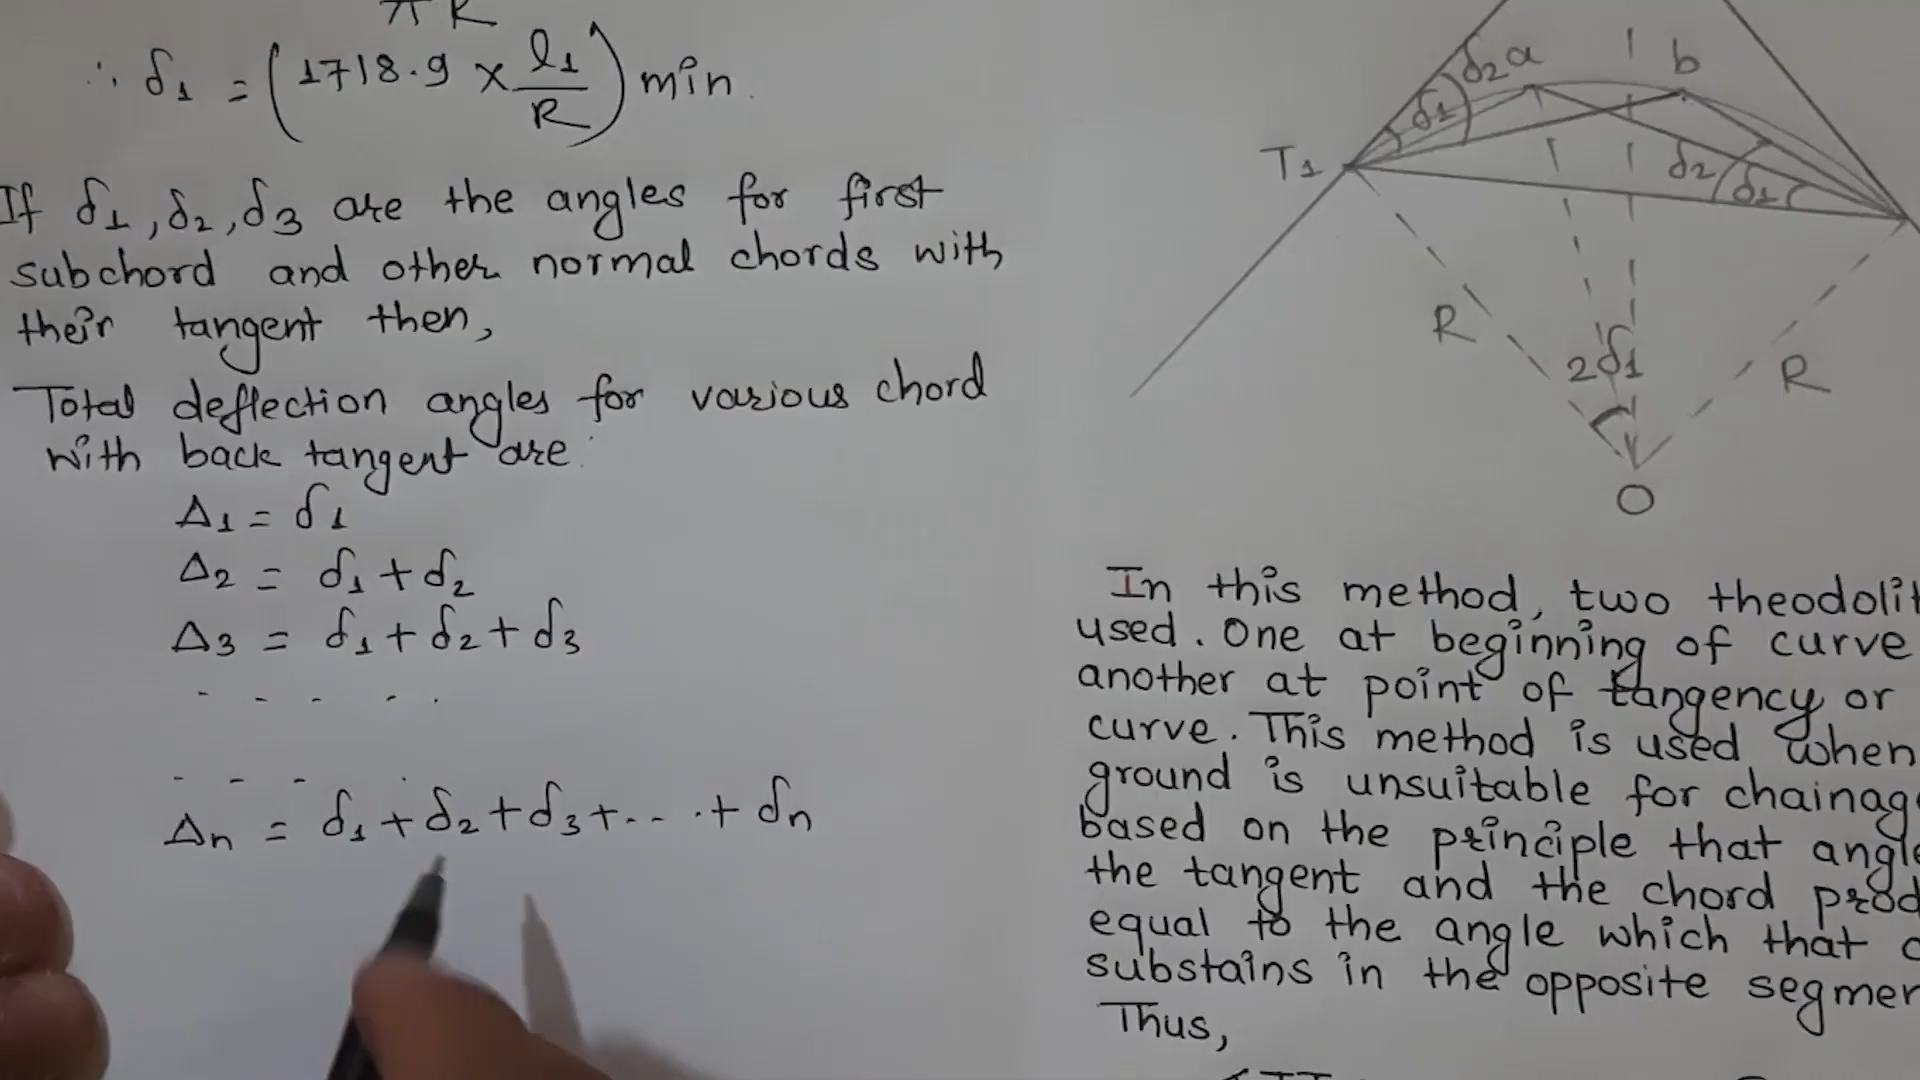 πR
∴ δ1 = (1718.9 × l1/R) min.
If δ1, δ2, δ3 are the angles for first
subchord and other normal chords with
their tangent then,
Total deflection angles for various chord
with back tangent are:
Δ1 = δ1
Δ2 = δ1 + δ2
Δ3 = δ1 + δ2 + δ3
- - - - -
- - - .
Δn = δ1 + δ2 + δ3 + ... + δn
δ2 a b
δ1
T1
δ2 δ1
R 2δ1 R
O
In this method, two
used. One at beginning of curve
another at point of tangency or
curve. This method is used when
ground is unsuitable for
based on the principle that
the tangent and the chord
equal to the angle which that
substains in the opposite
Thus,